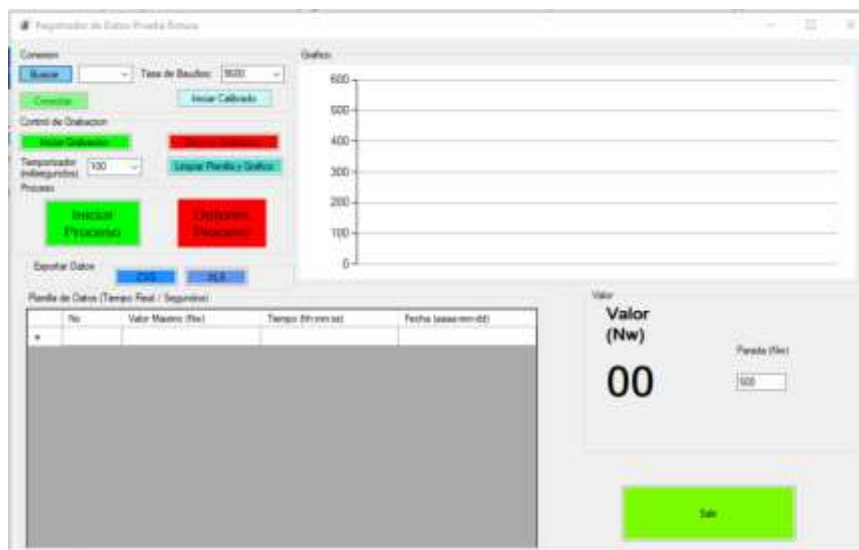 Registrador de Datos Prueba Rotura
Conexion
Buscar
Tasa de Baudios: 9600
Conectar
Iniciar Calibrado
Control de Grabacion
Iniciar Grabacion
Temporizador (milisegundos) 100
Limpiar Planilla y Grafico
Proceso
Iniciar Proceso
Detener Proceso
Exportar Datos
CVS
XLS
Grafico
600
500
400
300
200
100
0
Planilla de Datos (Tiempo Real / Segundos)
No
Valor Maximo (Nw)
Tiempo (hh:mm:ss)
Fecha (aaaa-mm-dd)
Valor
Valor
(Nw)
00
Parada (Nw)
500
Salir